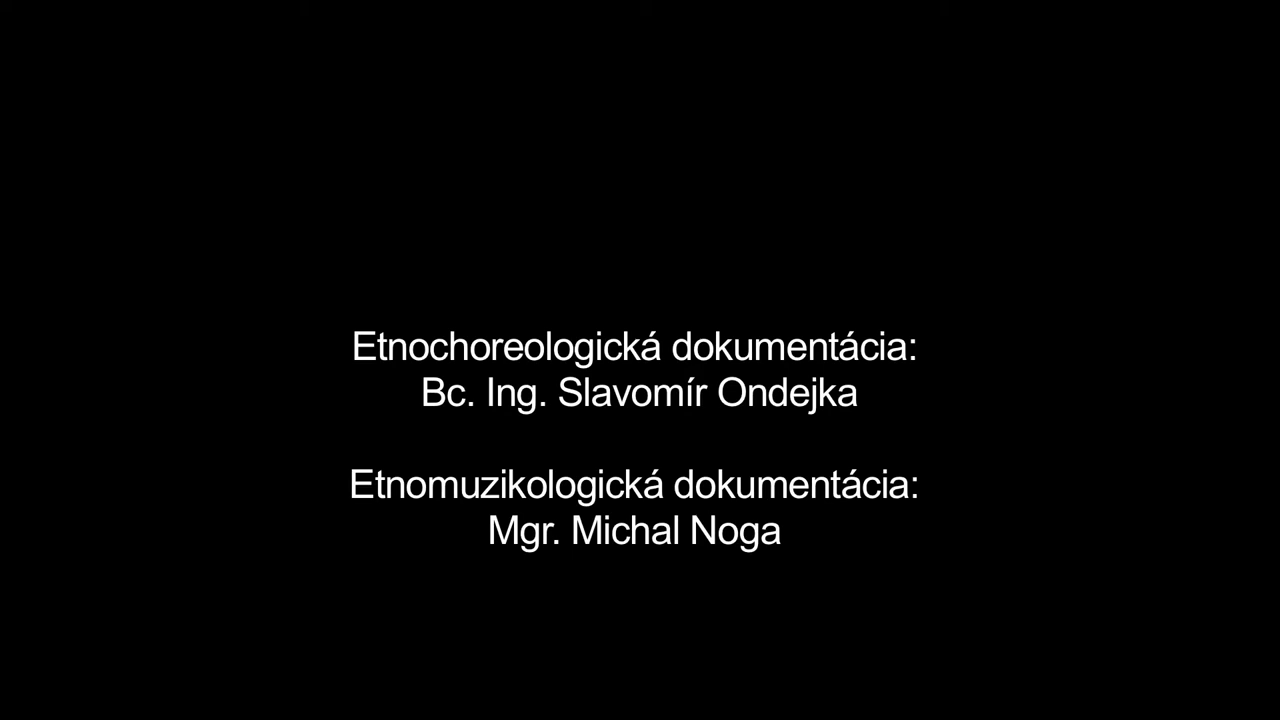 Etnochoreologická dokumentácia:
Bc. Ing. Slavomír Ondejka
Etnomuzikologická dokumentácia:
Mgr. Michal Noga